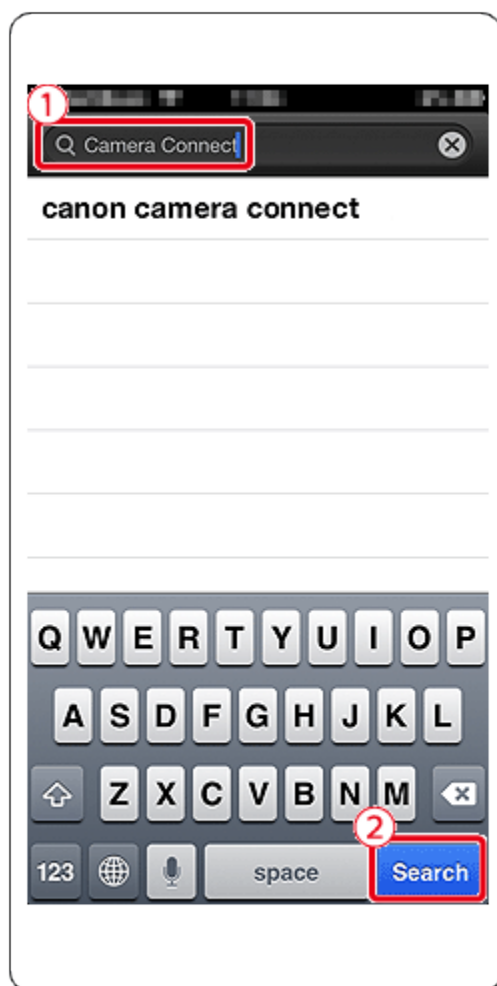 1
Camera Connect
canon camera connect
Q W E R T Y U I O P
A S D F G H J K L
Z X C V B N M
2
123 space Search